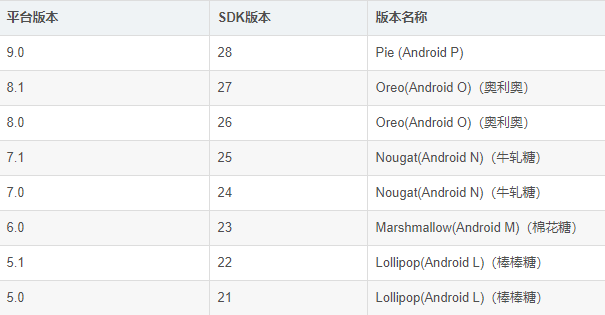 平台版本 SDK版本 版本名称
9.0 28 Pie (Android P)
8.1 27 Oreo(Android O)（奥利奥）
8.0 26 Oreo(Android O)（奥利奥）
7.1 25 Nougat(Android N)（牛轧糖）
7.0 24 Nougat(Android N)（牛轧糖）
6.0 23 Marshmallow(Android M)（棉花糖）
5.1 22 Lollipop(Android L)（棒棒糖）
5.0 21 Lollipop(Android L)（棒棒糖）